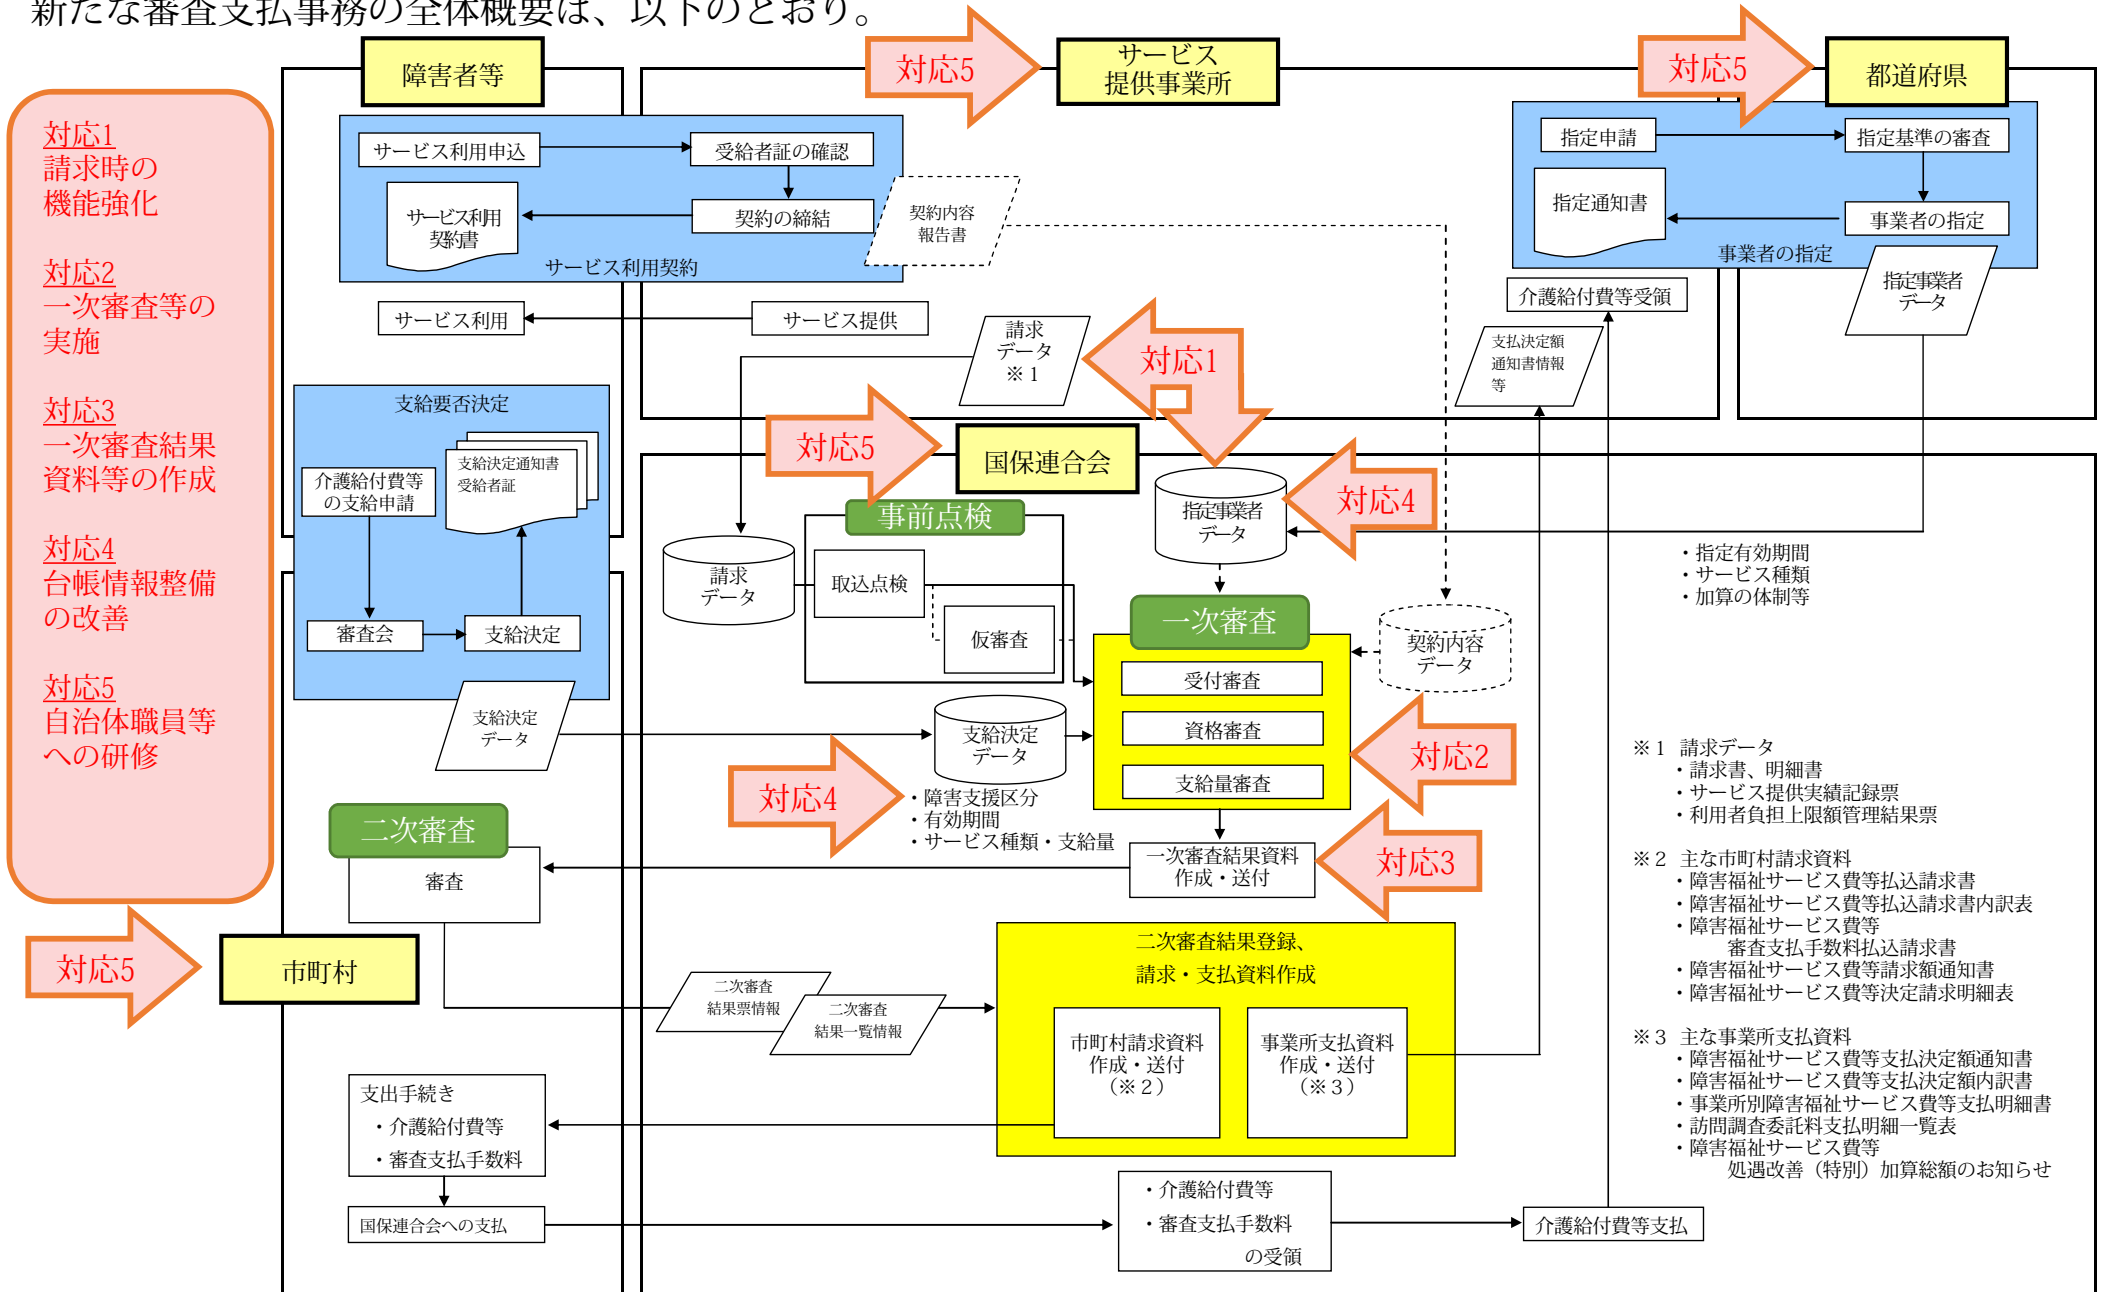 新たな審査支払事務の全体概要は、以下のとおり。
対応1
請求時の
機能強化
対応2
一次審査等の
実施
対応3
一次審査結果
資料等の作成
対応4
台帳情報整備
の改善
対応5
自治体職員等
への研修
障害者等
対応5
サービス
提供事業所
対応5
都道府県
サービス利用申込
受給者証の確認
サービス利用
契約書
契約の締結
契約内容
報告書
サービス利用契約
指定申請
指定基準の審査
指定通知書
事業者の指定
事業者の指定
指定事業者
データ
サービス利用
サービス提供
請求
データ
※1
対応1
介護給付費等受領
支払決定額
通知書情報
等
支給要否決定
介護給付費等
の支給申請
支給決定通知書
受給者証
審査会
支給決定
支給決定
データ
対応5
国保連合会
指定事業者
データ
対応4
・指定有効期間
・サービス種類
・加算の体制等
事前点検
請求
データ
取込点検
仮審査
一次審査
受付審査
資格審査
支給量審査
契約内容
データ
対応2
支給決定
データ
対応4
・障害支援区分
・有効期間
・サービス種類・支給量
二次審査
審査
一次審査結果資料
作成・送付
対応3
対応5
市町村
二次審査
結果票情報
二次審査
結果一覧情報
二次審査結果登録、
請求・支払資料作成
市町村請求資料
作成・送付
（※2）
事業所支払資料
作成・送付
（※3）
支出手続き
・介護給付費等
・審査支払手数料
国保連合会への支払
・介護給付費等
・審査支払手数料
の受領
介護給付費等支払
※1 請求データ
・請求書、明細書
・サービス提供実績記録票
・利用者負担上限額管理結果票
※2 主な市町村請求資料
・障害福祉サービス費等払込請求書
・障害福祉サービス費等払込請求書内訳表
・障害福祉サービス費等
審査支払手数料払込請求書
・障害福祉サービス費等請求額通知書
・障害福祉サービス費等決定請求明細表
※3 主な事業所支払資料
・障害福祉サービス費等支払決定額通知書
・障害福祉サービス費等支払決定額内訳書
・事業所別障害福祉サービス費等支払明細書
・訪問調査委託料支払明細一覧表
・障害福祉サービス費等
処遇改善（特別）加算総額のお知らせ